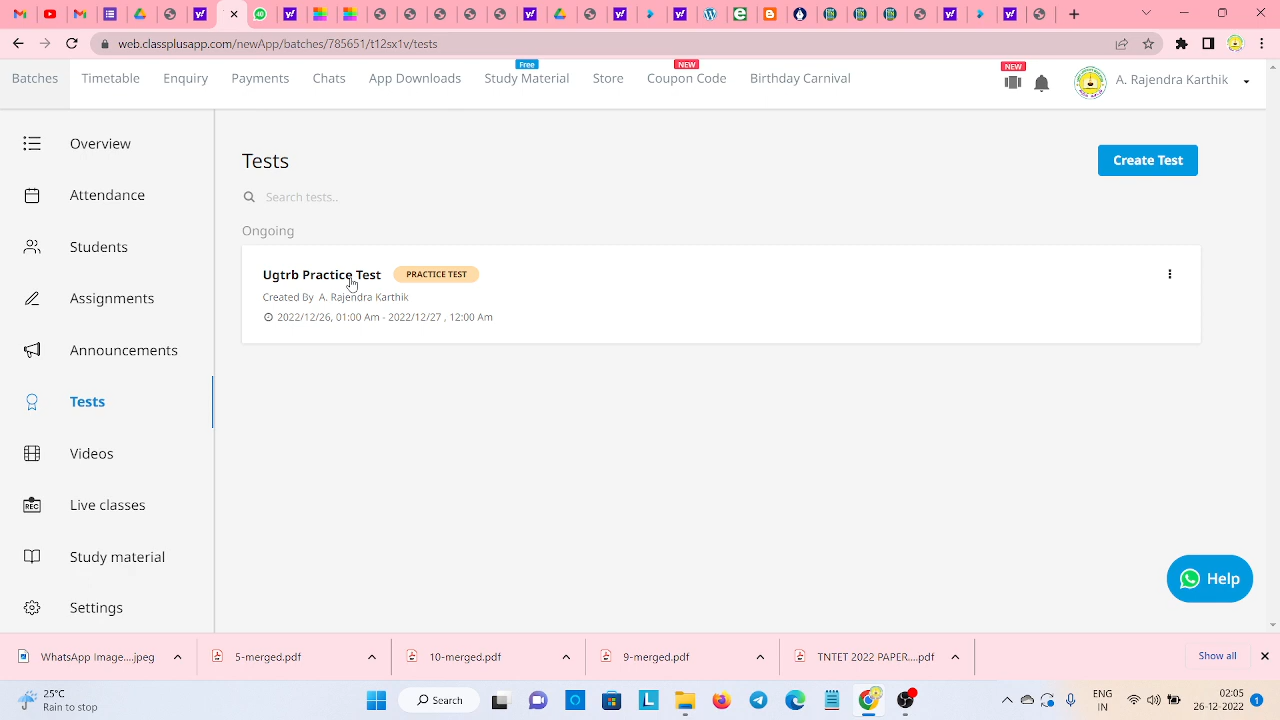 40
web.classplusapp.com/newApp/batches/785651/t12sx1v/tests
Batches
Timetable
Enquiry
Payments
Chats
App Downloads
Free
Study Material
Store
NEW
Coupon Code
Birthday Carnival
NEW
A. Rajendra Karthik
Overview
Attendance
Students
Assignments
Announcements
Tests
Videos
REC
Live classes
Study material
Settings
Tests
Create Test
Search tests..
Ongoing
Ugtrb Practice Test
PRACTICE TEST
Created By A. Rajendra Karthik
2022/12/26, 01:00 Am - 2022/12/27 , 12:00 Am
Help
WhatsApp Image....jpeg
5-merged.pdf
10-merged.pdf
9-merged.pdf
TNTET 2022 PAPER....pdf
Show all
25°C
Rain to stop
Search
L
ENG
IN
02:05
26-12-2022
1